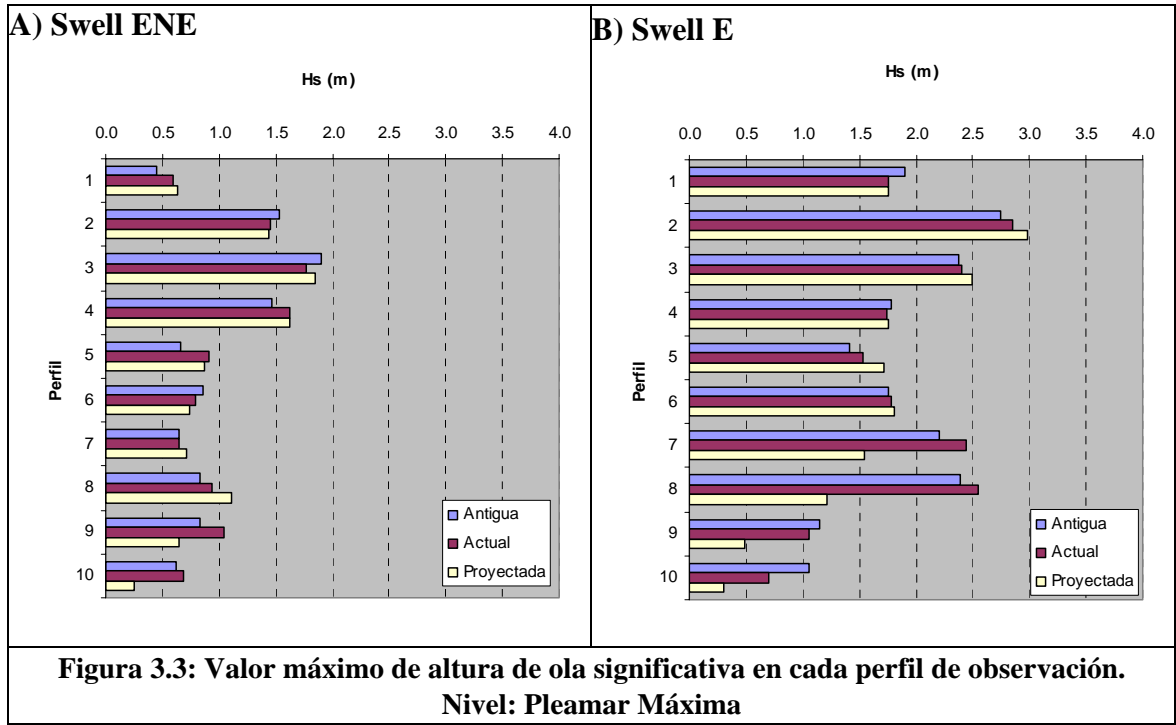 A) Swell ENE
Hs (m)
0.0 0.5 1.0 1.5 2.0 2.5 3.0 3.5 4.0
Perfil
1
2
3
4
5
6
7
8
9
10
Antigua
Actual
Proyectada
B) Swell E
Hs (m)
0.0 0.5 1.0 1.5 2.0 2.5 3.0 3.5 4.0
Perfil
1
2
3
4
5
6
7
8
9
10
Antigua
Actual
Proyectada
Figura 3.3: Valor máximo de altura de ola significativa en cada perfil de observación.
Nivel: Pleamar Máxima